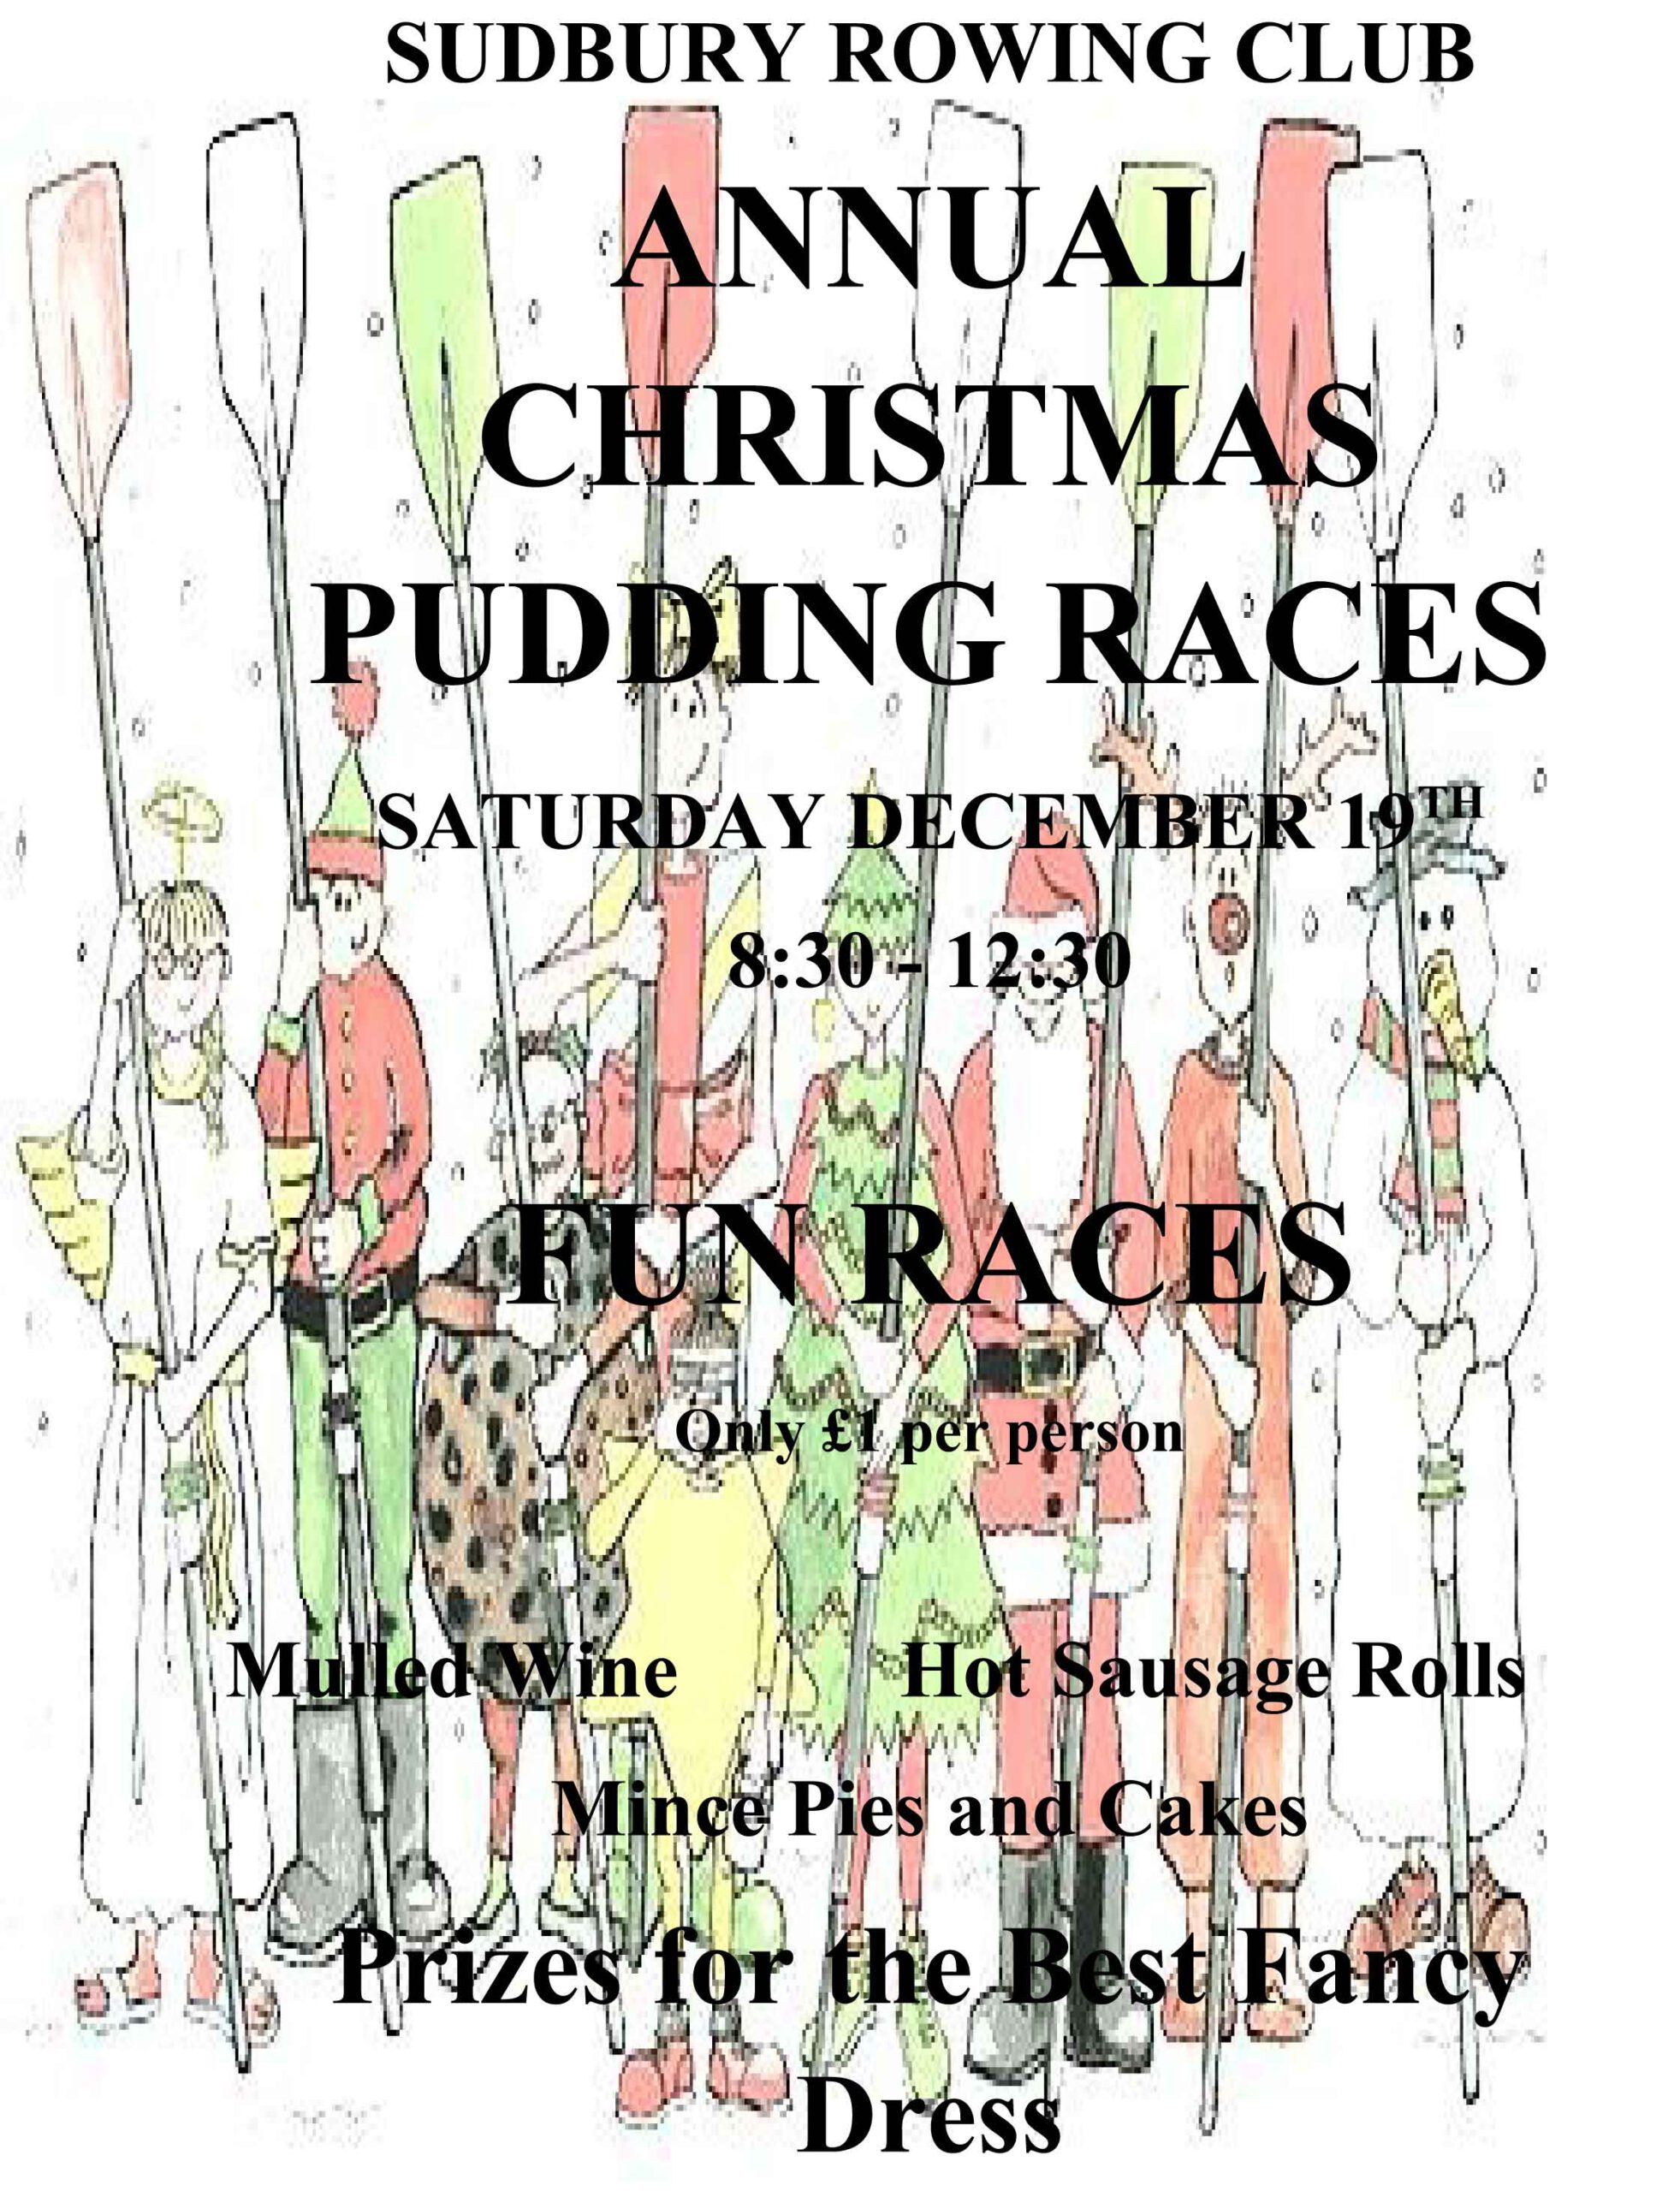 SUDBURY ROWING CLUB
ANNUAL
CHRISTMAS
PUDDING RACES
SATURDAY DECEMBER 19TH
8:30 - 12:30
FUN RACES
Only £1 per person
Mulled Wine Hot Sausage Rolls
Mince Pies and Cakes
Prizes for the Best Fancy
Dress